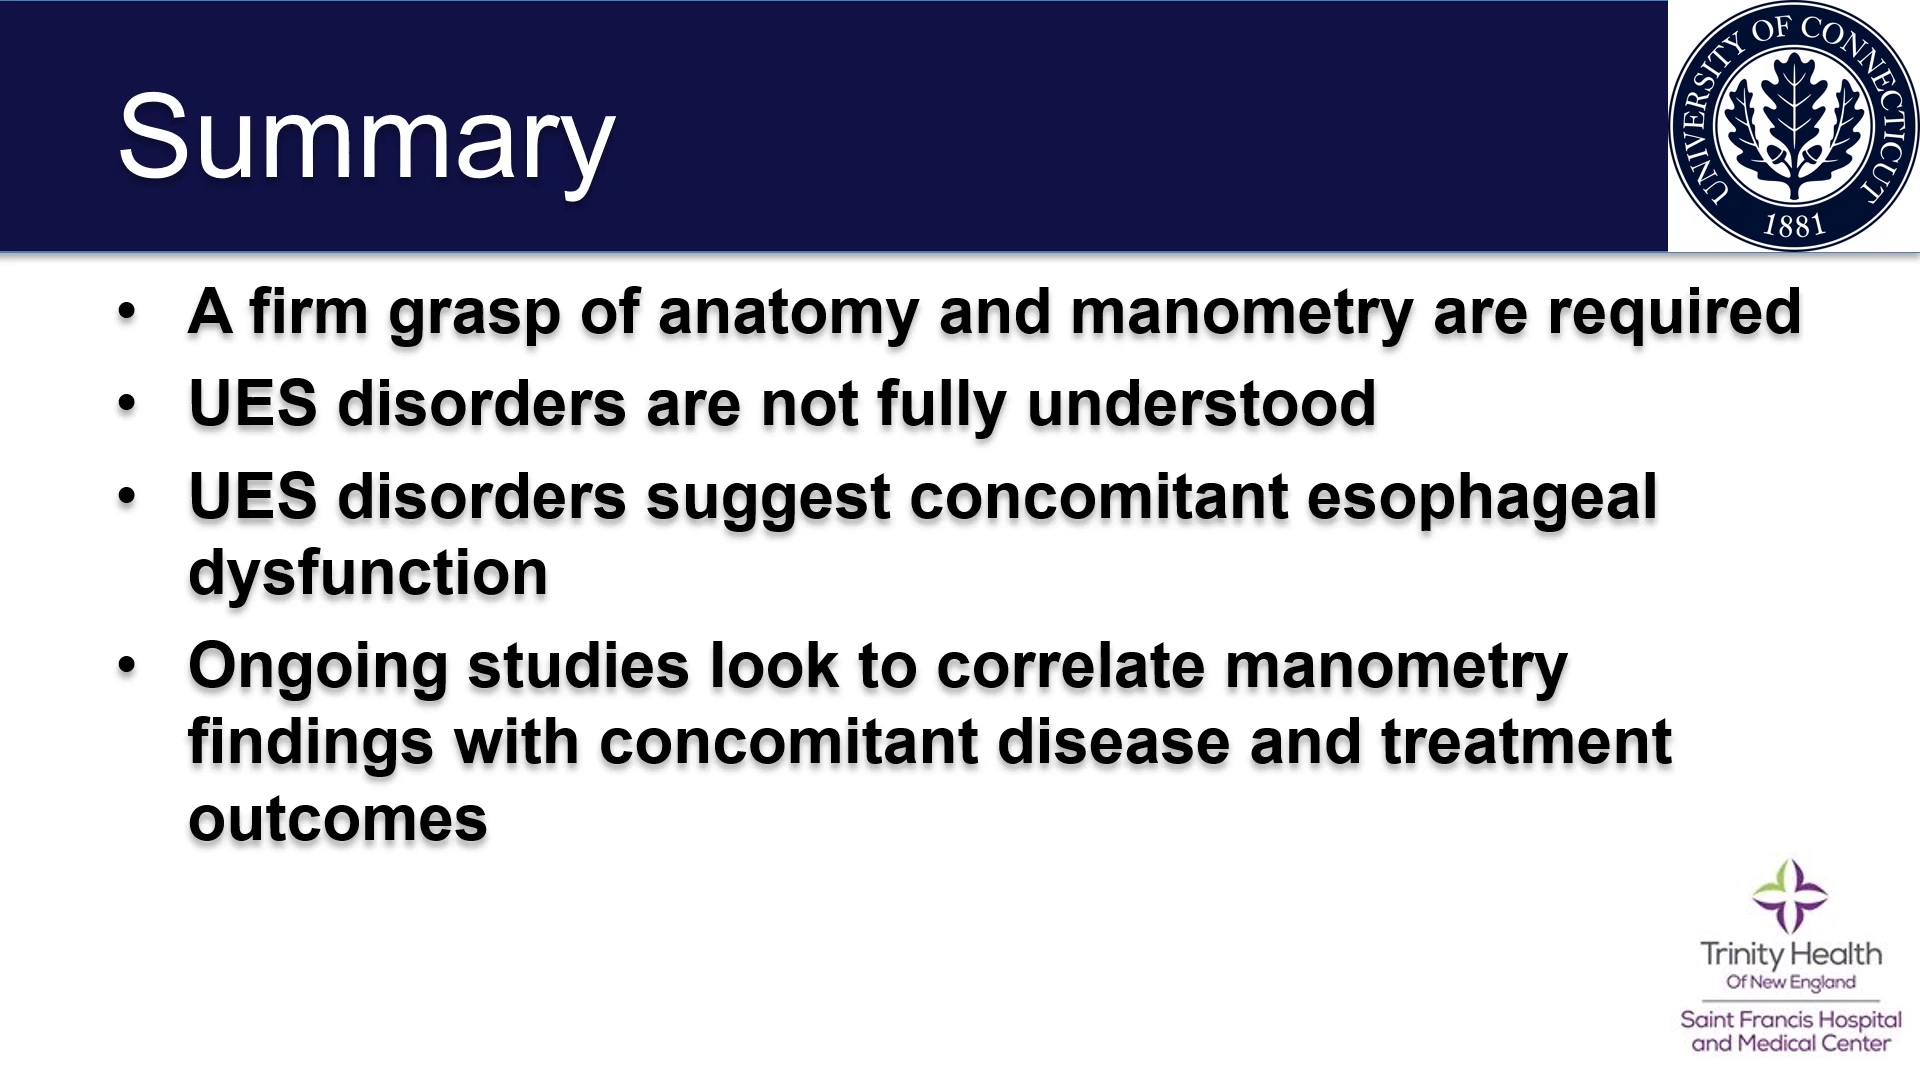 Summary
UNIVERSITY OF CONNECTICUT
1881
• A firm grasp of anatomy and manometry are required
• UES disorders are not fully understood
• UES disorders suggest concomitant esophageal
dysfunction
• Ongoing studies look to correlate manometry
findings with concomitant disease and treatment
outcomes
Trinity Health
Of New England
Saint Francis Hospital
and Medical Center